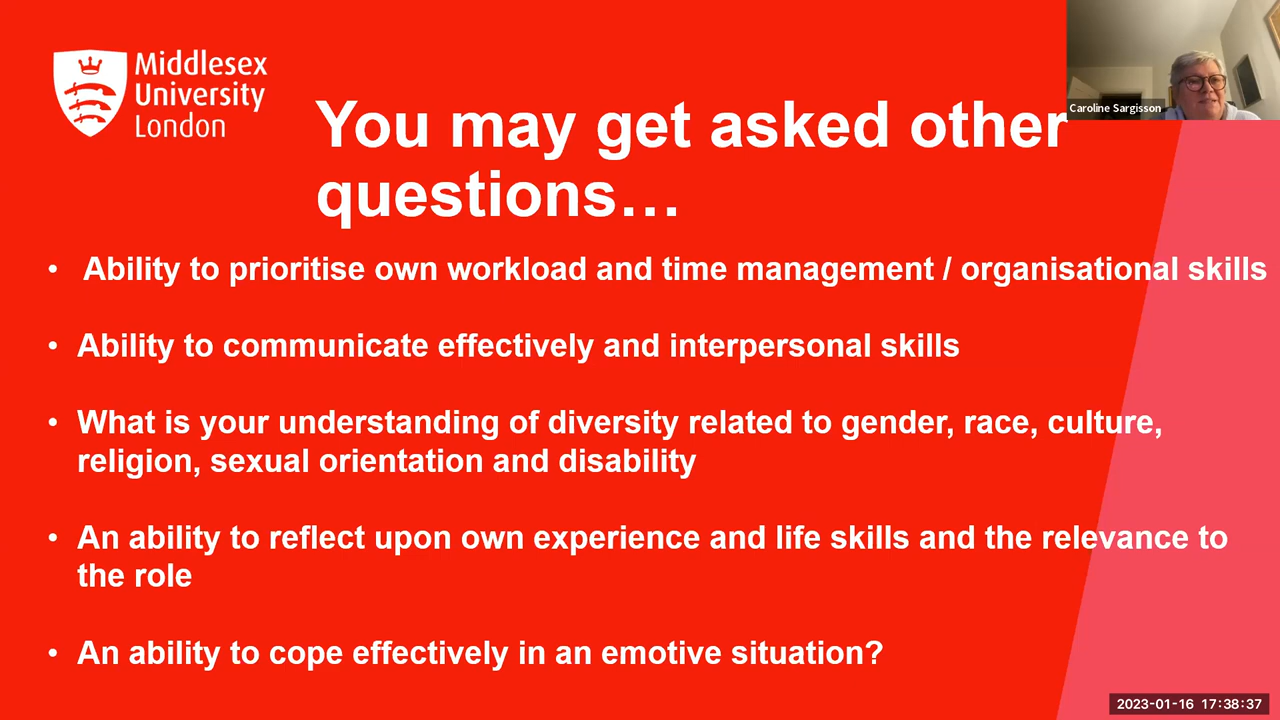 Middlesex
University
London
Caroline Sargisson
You may get asked other
questions…
• Ability to prioritise own workload and time management / organisational skills
• Ability to communicate effectively and interpersonal skills
• What is your understanding of diversity related to gender, race, culture,
religion, sexual orientation and disability
• An ability to reflect upon own experience and life skills and the relevance to
the role
• An ability to cope effectively in an emotive situation?
2023-01-16 17:38:37